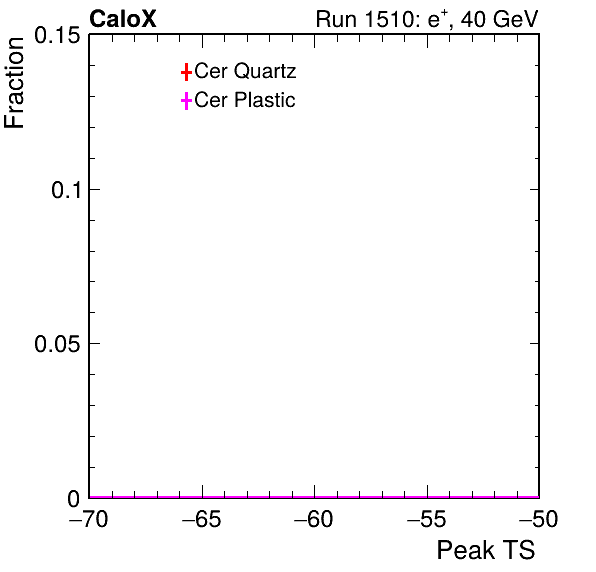 CaloX Run 1510: e⁺, 40 GeV
Fraction
0.15
Cer Quartz
Cer Plastic
0.1
0.05
0
−70 −65 −60 −55 −50
Peak TS